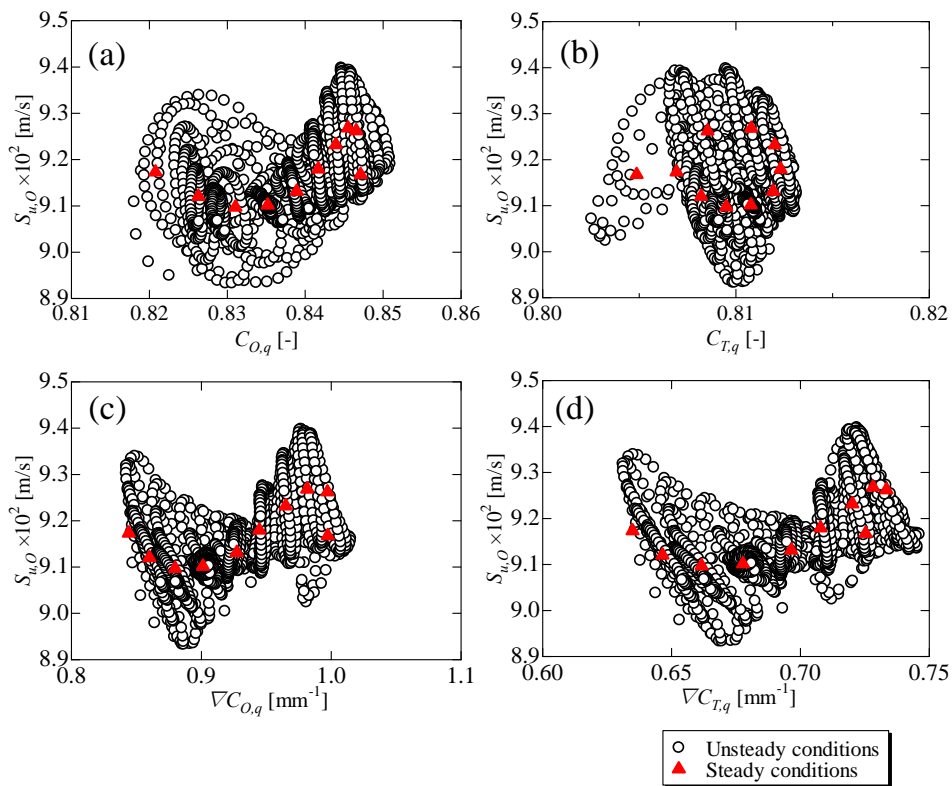 (a)
9.5
9.4
9.3
9.2
9.1
9.0
8.9
S_{u,O} ×10^2 [m/s]
0.81 0.82 0.83 0.84 0.85 0.86
C_{O,q} [-]
(b)
9.5
9.4
9.3
9.2
9.1
9.0
8.9
S_{u,O} ×10^2 [m/s]
0.80 0.81 0.82
C_{T,q} [-]
(c)
9.5
9.4
9.3
9.2
9.1
9.0
8.9
S_{u,O} ×10^2 [m/s]
0.8 0.9 1.0 1.1
∇C_{O,q} [mm^{-1}]
(d)
9.5
9.4
9.3
9.2
9.1
9.0
8.9
S_{u,O} ×10^2 [m/s]
0.60 0.65 0.70 0.75
∇C_{T,q} [mm^{-1}]
Unsteady conditions
Steady conditions